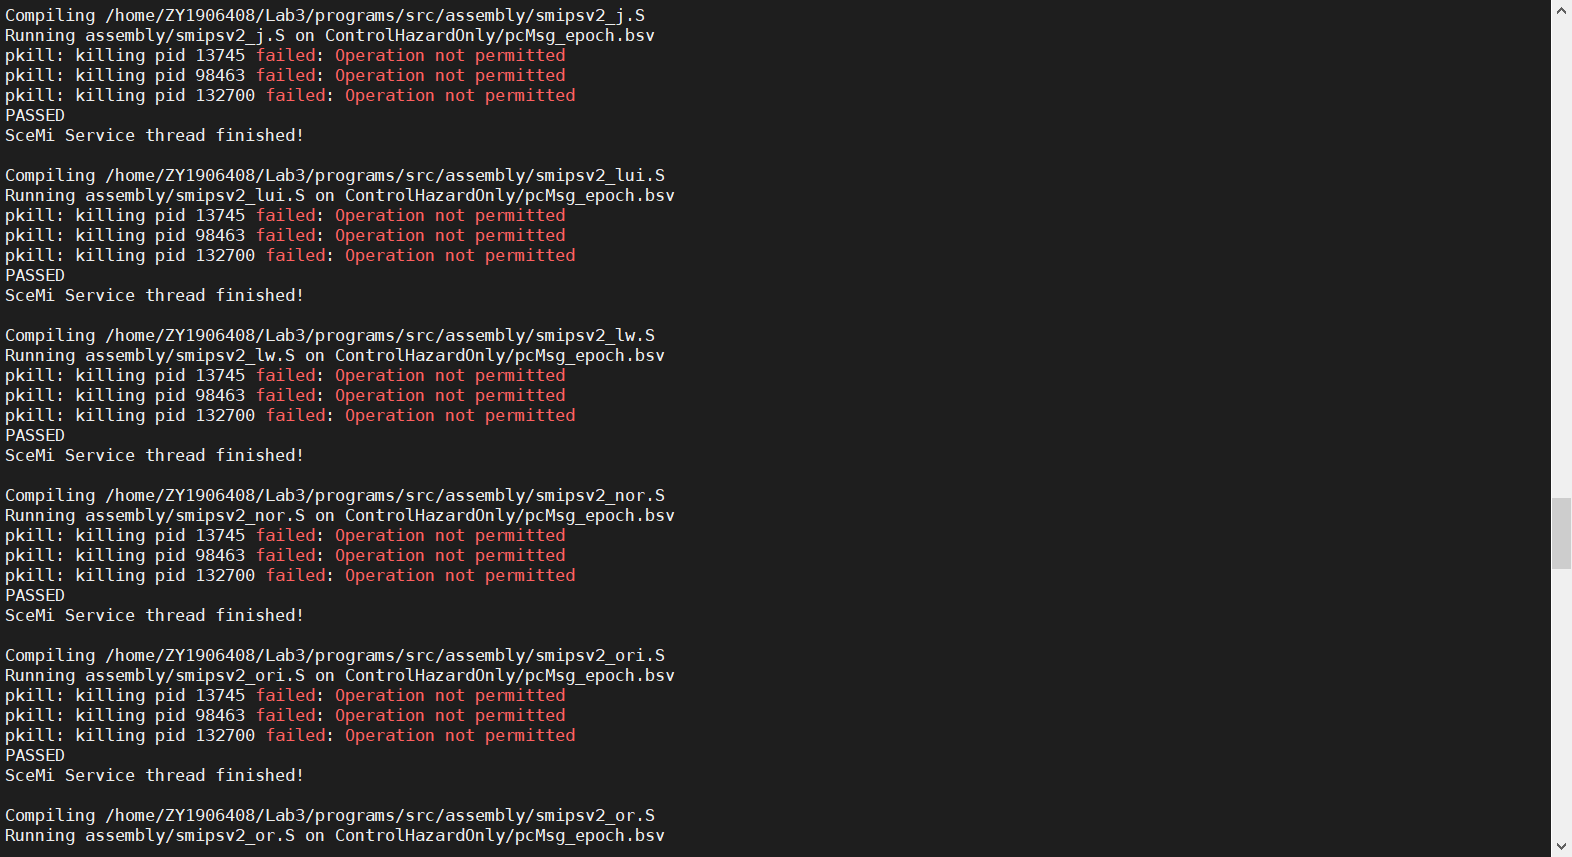 Compiling /home/ZY1906408/Lab3/programs/src/assembly/smipsv2_j.S
Running assembly/smipsv2_j.S on ControlHazardOnly/pcMsg_epoch.bsv
pkill: killing pid 13745 failed: Operation not permitted
pkill: killing pid 98463 failed: Operation not permitted
pkill: killing pid 132700 failed: Operation not permitted
PASSED
SceMi Service thread finished!

Compiling /home/ZY1906408/Lab3/programs/src/assembly/smipsv2_lui.S
Running assembly/smipsv2_lui.S on ControlHazardOnly/pcMsg_epoch.bsv
pkill: killing pid 13745 failed: Operation not permitted
pkill: killing pid 98463 failed: Operation not permitted
pkill: killing pid 132700 failed: Operation not permitted
PASSED
SceMi Service thread finished!

Compiling /home/ZY1906408/Lab3/programs/src/assembly/smipsv2_lw.S
Running assembly/smipsv2_lw.S on ControlHazardOnly/pcMsg_epoch.bsv
pkill: killing pid 13745 failed: Operation not permitted
pkill: killing pid 98463 failed: Operation not permitted
pkill: killing pid 132700 failed: Operation not permitted
PASSED
SceMi Service thread finished!

Compiling /home/ZY1906408/Lab3/programs/src/assembly/smipsv2_nor.S
Running assembly/smipsv2_nor.S on ControlHazardOnly/pcMsg_epoch.bsv
pkill: killing pid 13745 failed: Operation not permitted
pkill: killing pid 98463 failed: Operation not permitted
pkill: killing pid 132700 failed: Operation not permitted
PASSED
SceMi Service thread finished!

Compiling /home/ZY1906408/Lab3/programs/src/assembly/smipsv2_ori.S
Running assembly/smipsv2_ori.S on ControlHazardOnly/pcMsg_epoch.bsv
pkill: killing pid 13745 failed: Operation not permitted
pkill: killing pid 98463 failed: Operation not permitted
pkill: killing pid 132700 failed: Operation not permitted
PASSED
SceMi Service thread finished!

Compiling /home/ZY1906408/Lab3/programs/src/assembly/smipsv2_or.S
Running assembly/smipsv2_or.S on ControlHazardOnly/pcMsg_epoch.bsv